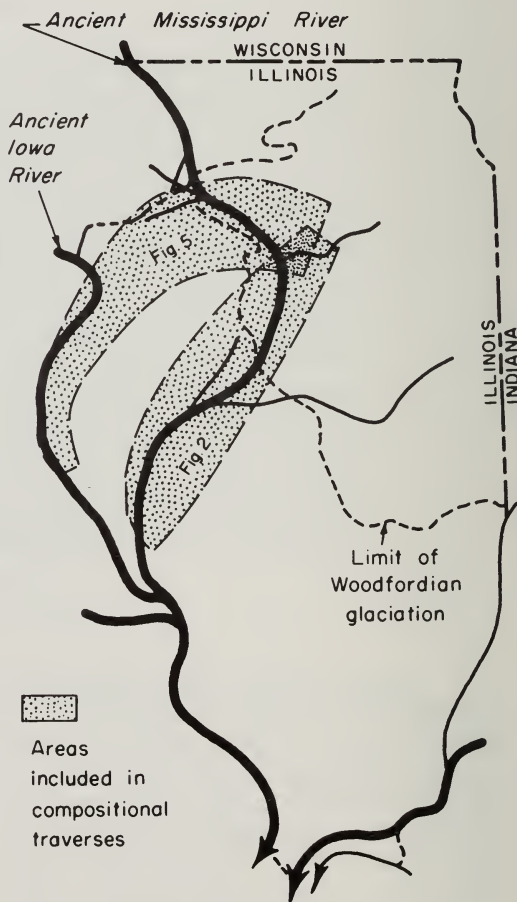 Ancient Mississippi River
WISCONSIN
ILLINOIS
Ancient
Iowa
River
Fig. 5
ILLINOIS
INDIANA
Fig. 2
Limit of
Woodfordian
glaciation
Areas
included in
compositional
traverses